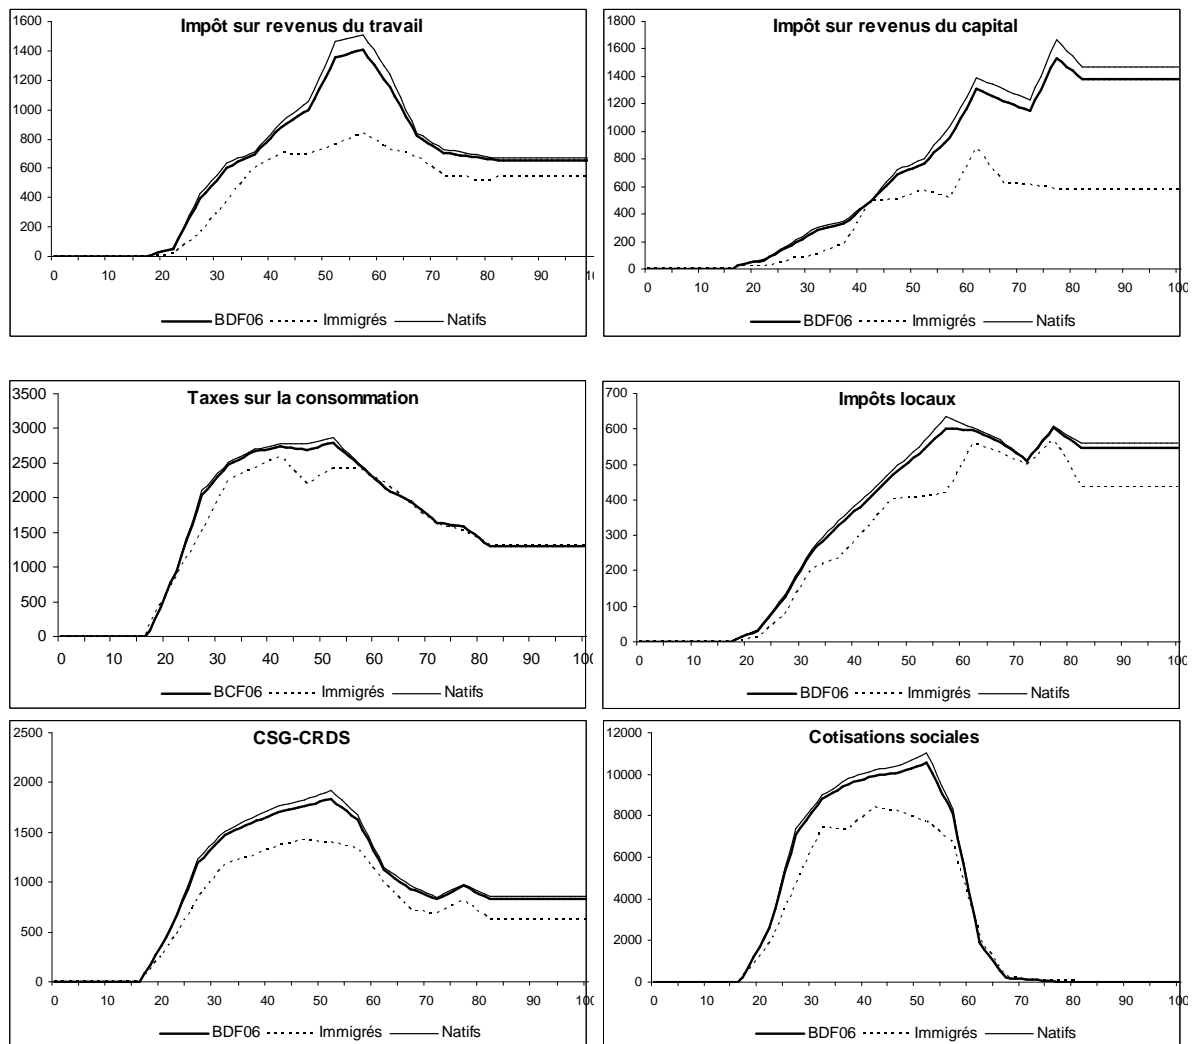 Impôt sur revenus du travail
1600
1400
1200
1000
800
600
400
200
0
0 10 20 30 40 50 60 70 80 90
BDF06 Immigrés Natifs
Impôt sur revenus du capital
1800
1600
1400
1200
1000
800
600
400
200
0
0 10 20 30 40 50 60 70 80 90 100
BDF06 Immigrés Natifs
Taxes sur la consommation
3500
3000
2500
2000
1500
1000
500
0
0 10 20 30 40 50 60 70 80 90
BCF06 Immigrés Natifs
Impôts locaux
700
600
500
400
300
200
100
0
0 10 20 30 40 50 60 70 80 90 100
BDF06 Immigrés Natifs
CSG-CRDS
2500
2000
1500
1000
500
0
0 10 20 30 40 50 60 70 80 90
BDF06 Immigrés Natifs
Cotisations sociales
12000
10000
8000
6000
4000
2000
0
0 10 20 30 40 50 60 70 80 90 100
BDF06 Immigrés Natifs